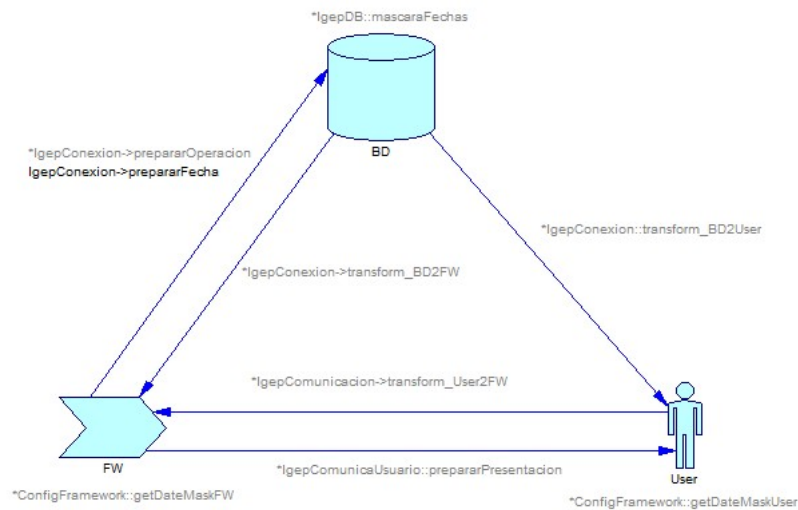 *IgepDB::mascaraFechas
BD
*IgepConexion->prepararOperacion
IgepConexion->prepararFecha
*IgepConexion::transform_BD2User
*IgepConexion->transform_BD2FW
*IgepComunicacion->transform_User2FW
FW
*IgepComunicaUsuario::prepararPresentacion
User
*ConfigFramework::getDateMaskFW
*ConfigFramework::getDateMaskUser